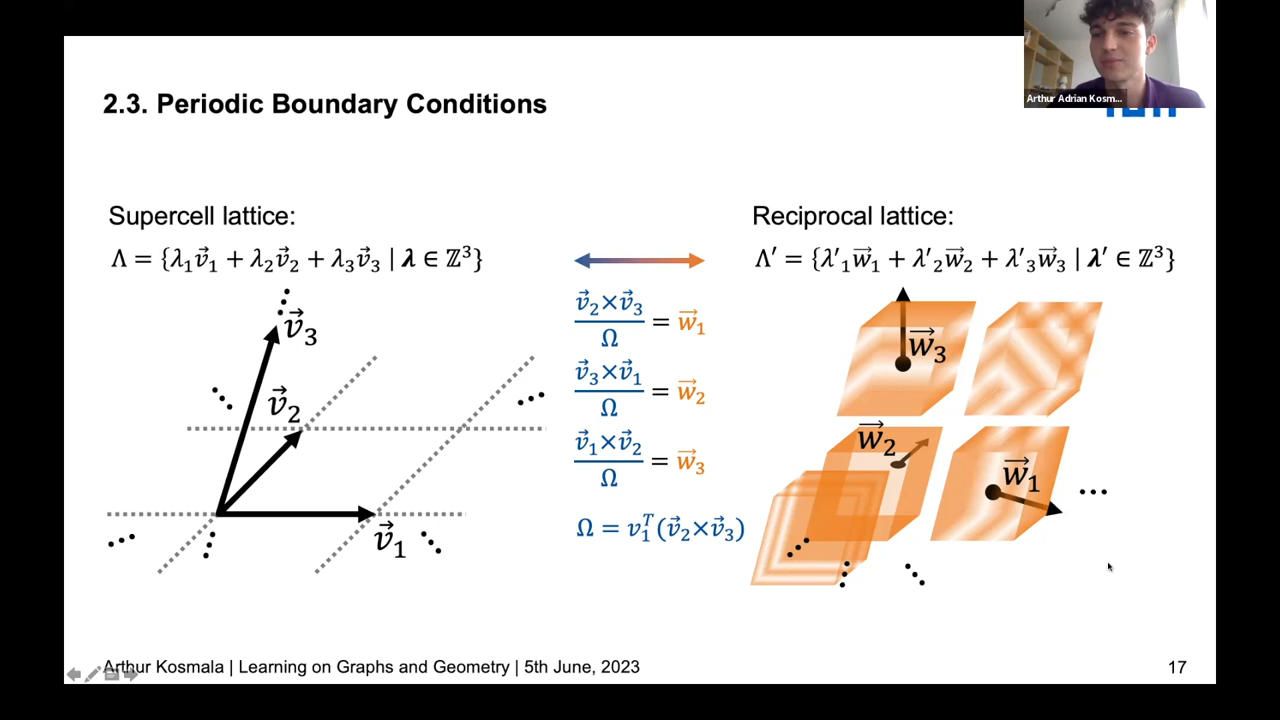 Arthur Adrian Kosm...
2.3. Periodic Boundary Conditions
Supercell lattice:
Λ = {λ₁v⃗₁ + λ₂v⃗₂ + λ₃v⃗₃ | λ ∈ ℤ³}
v⃗₃
v⃗₂
v⃗₁
v⃗₂×v⃗₃ / Ω = w⃗₁
v⃗₃×v⃗₁ / Ω = w⃗₂
v⃗₁×v⃗₂ / Ω = w⃗₃
Ω = v₁ᵀ(v⃗₂×v⃗₃)
Reciprocal lattice:
Λ′ = {λ′₁w⃗₁ + λ′₂w⃗₂ + λ′₃w⃗₃ | λ′ ∈ ℤ³}
w⃗₃
w⃗₂
w⃗₁
Arthur Kosmala | Learning on Graphs and Geometry | 5th June, 2023
17